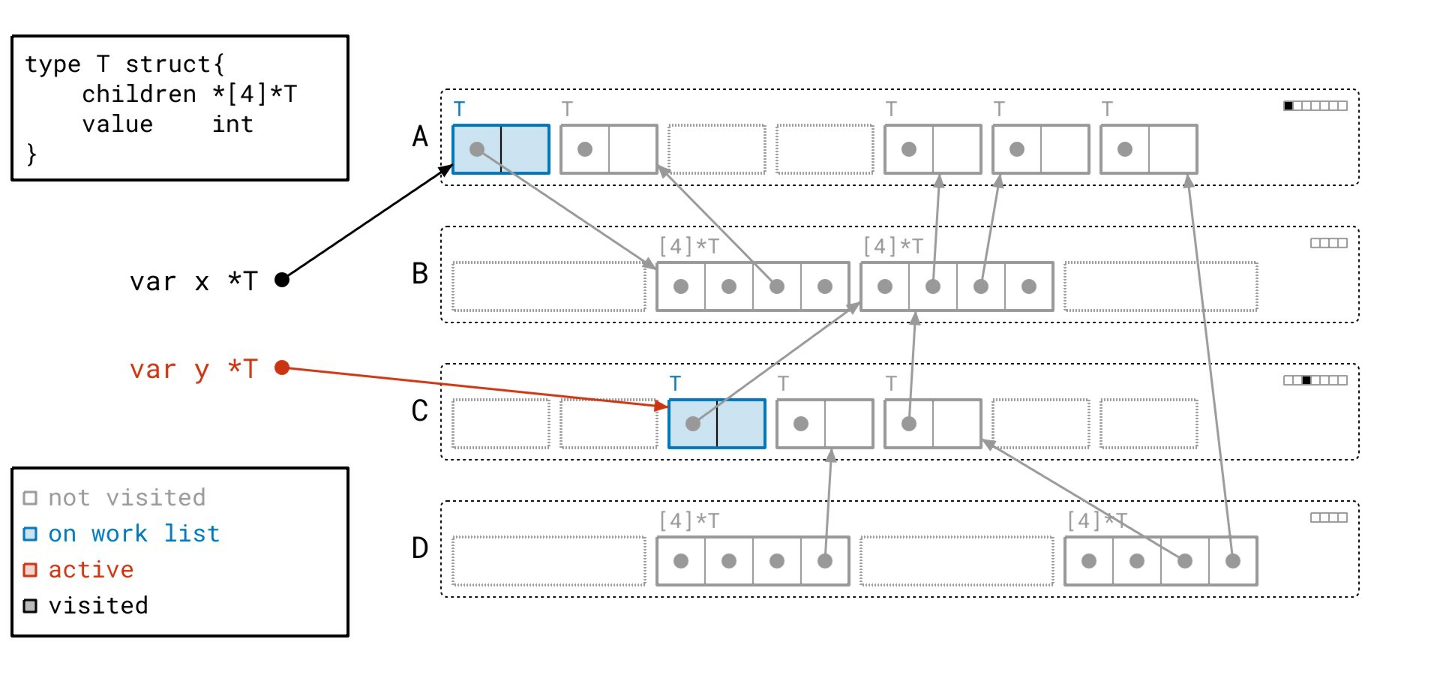 type T struct{
    children *[4]*T
    value    int
}
T T T T T
A
var x *T
[4]*T [4]*T
B
var y *T
T T T
C
not visited
on work list
active
visited
[4]*T [4]*T
D